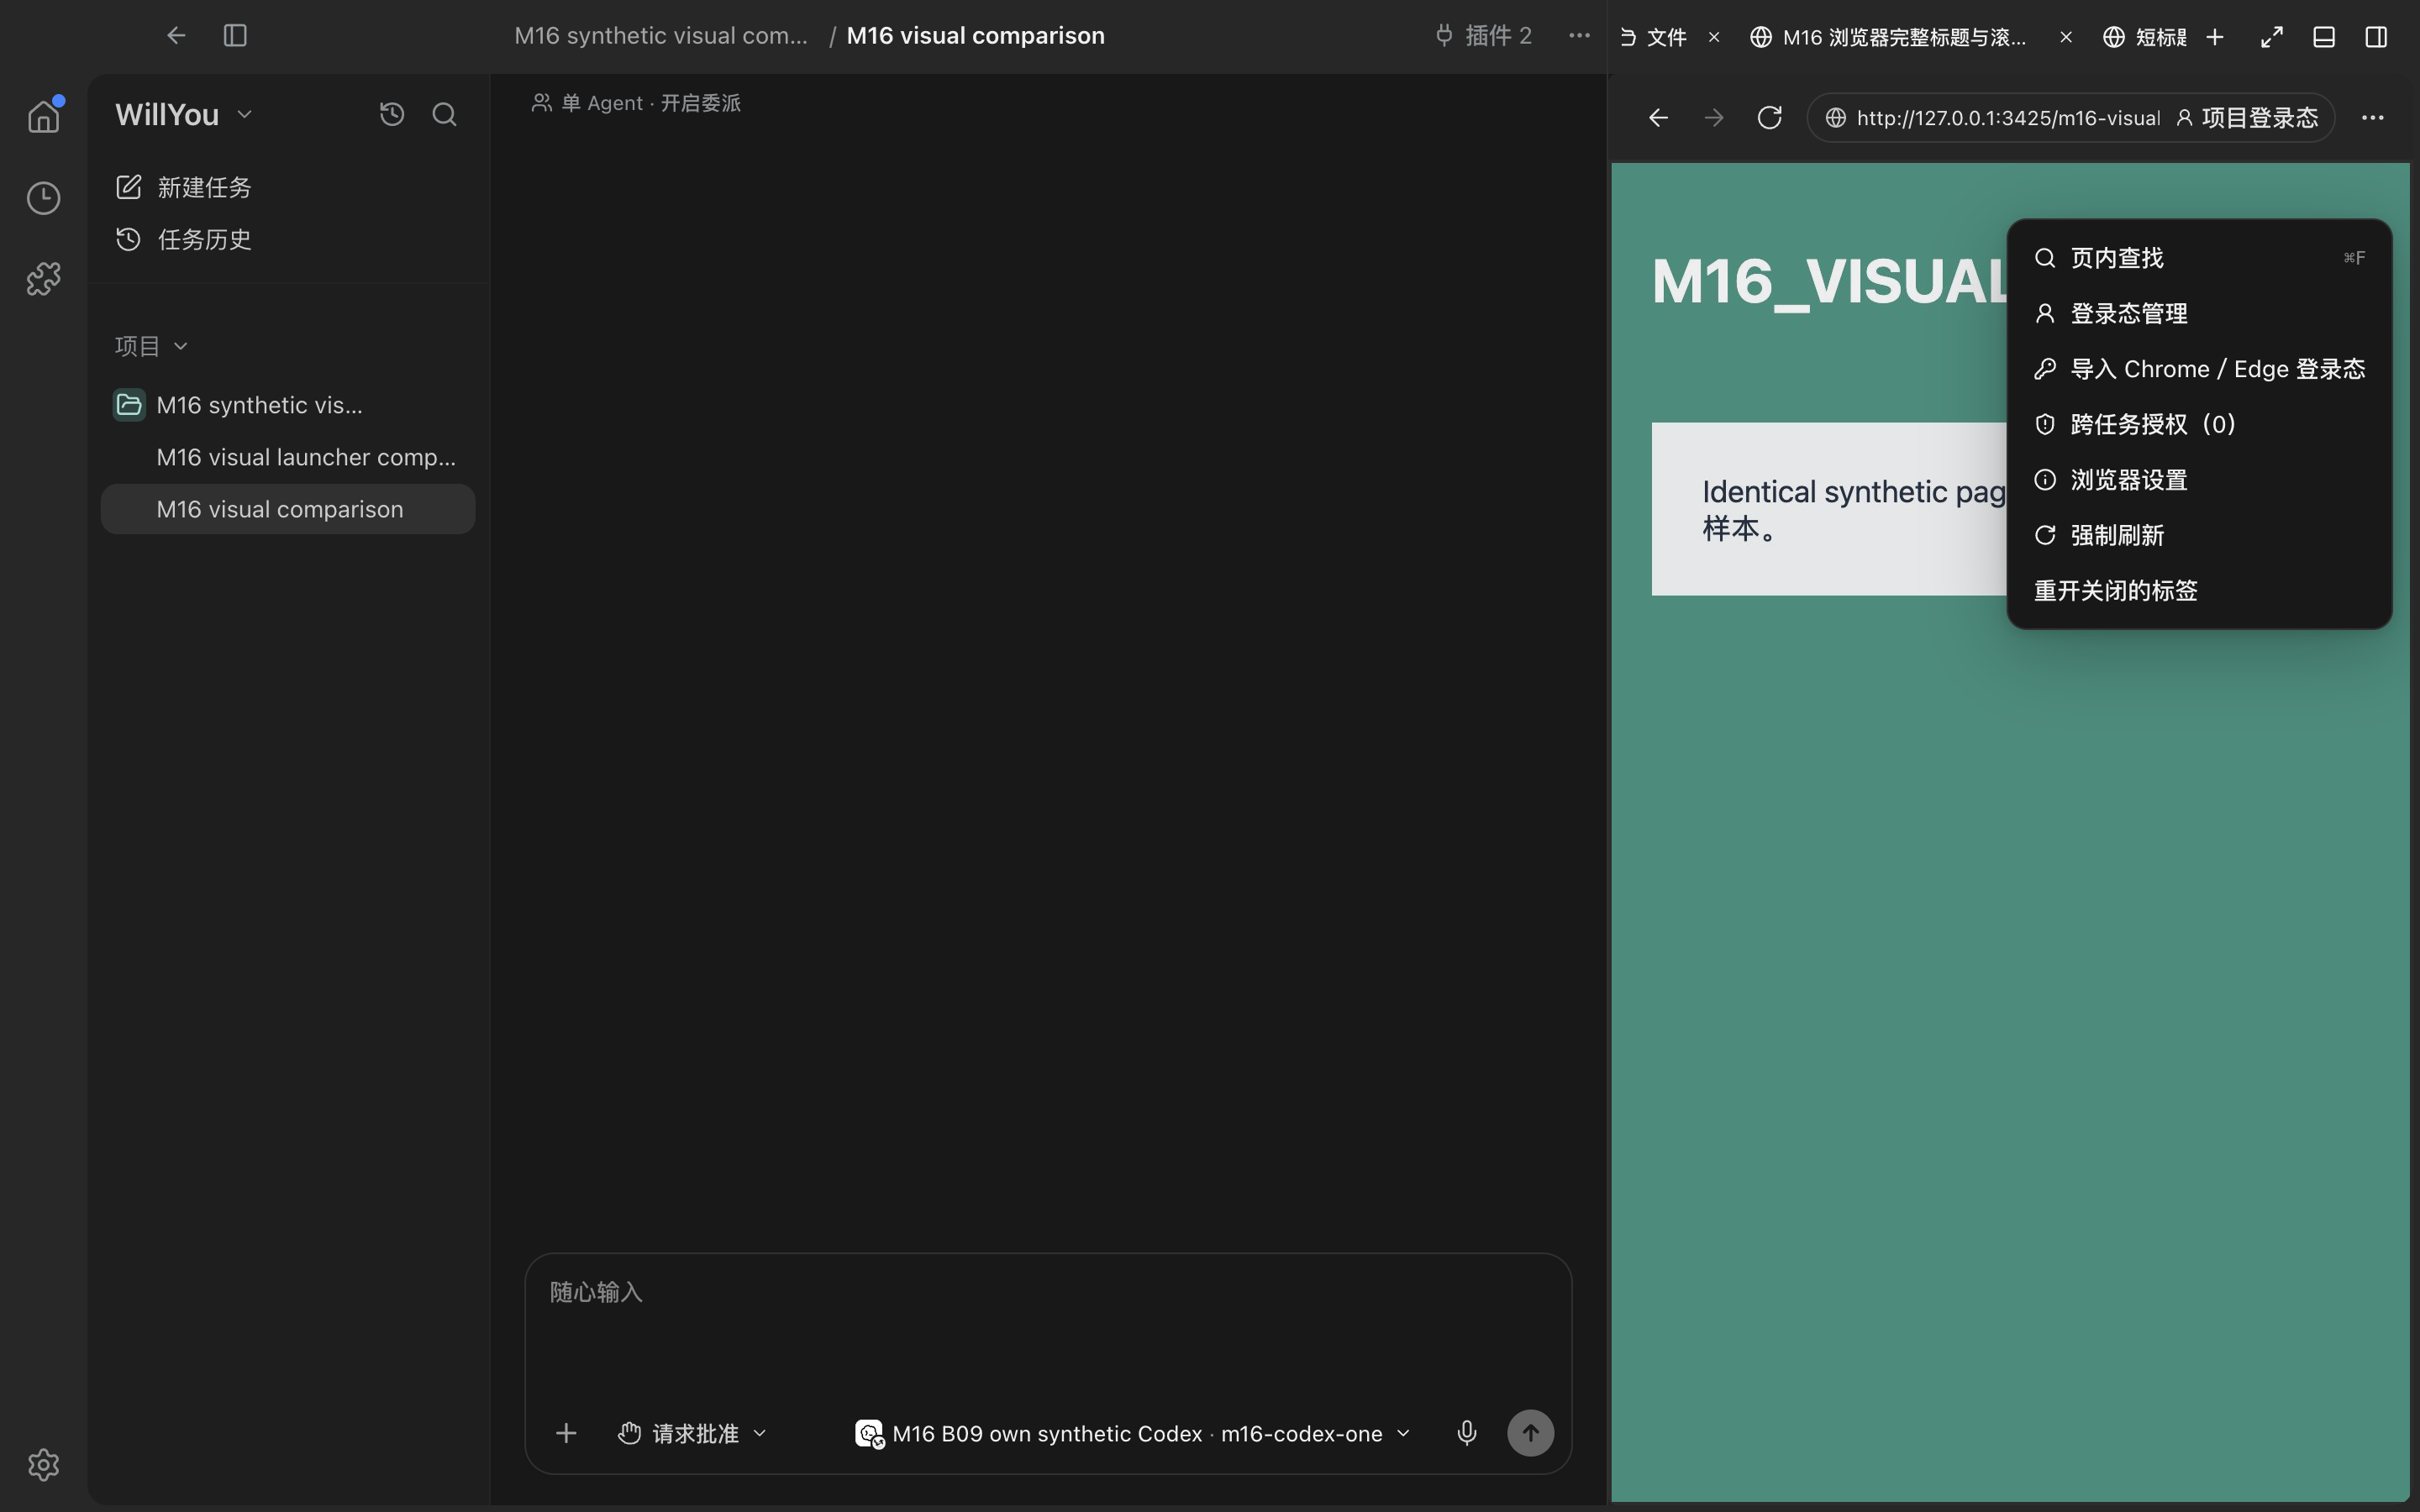 M16 synthetic visual com... / M16 visual comparison
插件 2
文件
M16 浏览器完整标题与滚...
短标
WillYou
新建任务
任务历史
项目
M16 synthetic vis...
M16 visual launcher comp...
M16 visual comparison
单 Agent · 开启委派
随心输入
请求批准
M16 B09 own synthetic Codex · m16-codex-one
http://127.0.0.1:3425/m16-visual
项目登录态
M16_VISUAL
Identical synthetic pag
样本。
页内查找 ⌘F
登录态管理
导入 Chrome / Edge 登录态
跨任务授权（0）
浏览器设置
强制刷新
重开关闭的标签